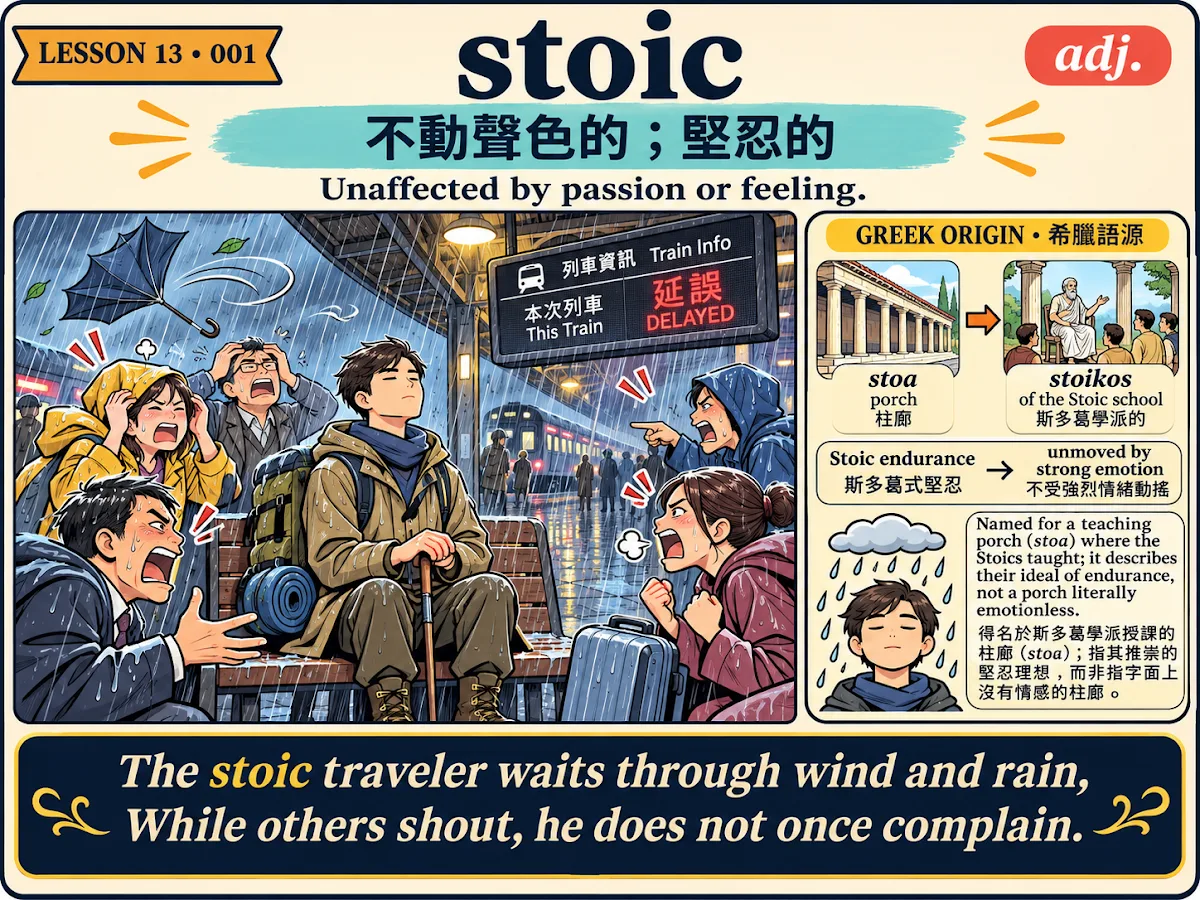 LESSON 13 • 001
stoic
adj.
不動聲色的；堅忍的
Unaffected by passion or feeling.
列車資訊 Train Info
本次列車
This Train
延誤
DELAYED
GREEK ORIGIN • 希臘語源
stoa
porch
柱廊
stoikos
of the Stoic school
斯多葛學派的
Stoic endurance
斯多葛式堅忍
unmoved by
strong emotion
不受強烈情緒動搖
Named for a teaching
porch (stoa) where the
Stoics taught; it describes
their ideal of endurance,
not a porch literally
emotionless.
得名於斯多葛學派授課的
柱廊（stoa）；指其推崇的
堅忍理想，而非指字面上
沒有情感的柱廊。
The stoic traveler waits through wind and rain,
While others shout, he does not once complain.